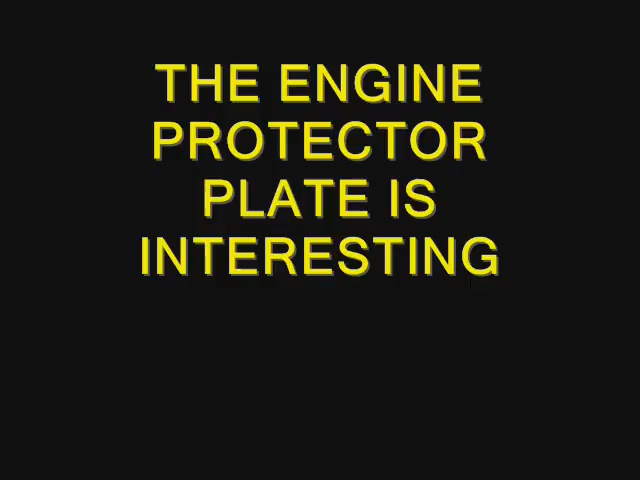 THE ENGINE
PROTECTOR
PLATE IS
INTERESTING